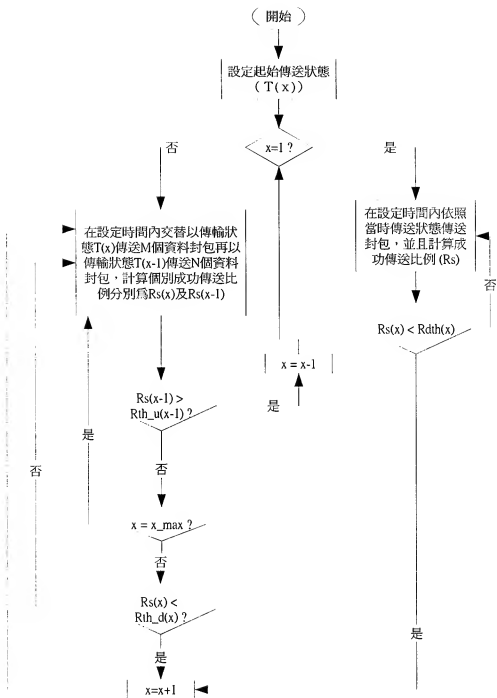 開始
設定起始傳送狀態
( T(x) )
x=1 ?
否
是
在設定時間內交替以傳輸狀
態T(x)傳送M個資料封包再以
傳輸狀態T(x-1)傳送N個資料
封包，計算個別成功傳送比
例分別爲Rs(x)及Rs(x-1)
在設定時間內依照
當時傳送狀態傳送
封包，並且計算成
功傳送比例 (Rs)
否
Rs(x) < Rdth(x)
x = x-1
是
Rs(x-1) >
Rth_u(x-1) ?
是
否
否
x = x_max ?
否
Rs(x) <
Rth_d(x) ?
是
是
x=x+1